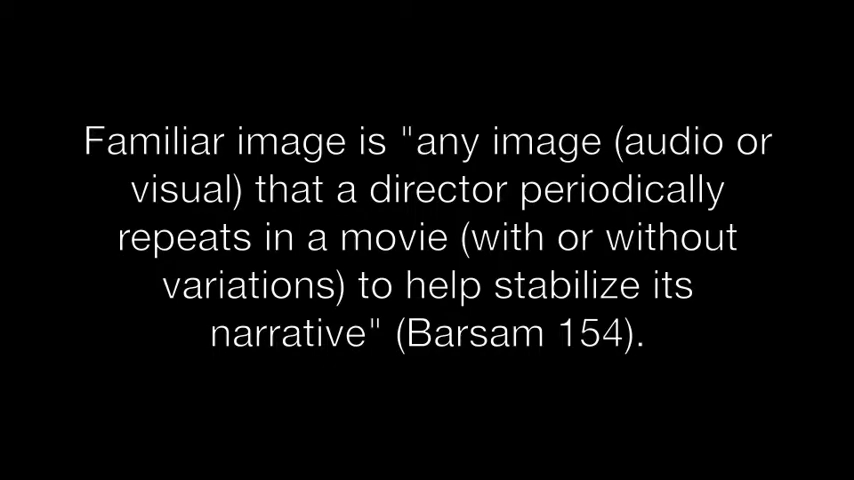 Familiar image is "any image (audio or
visual) that a director periodically
repeats in a movie (with or without
variations) to help stabilize its
narrative" (Barsam 154).